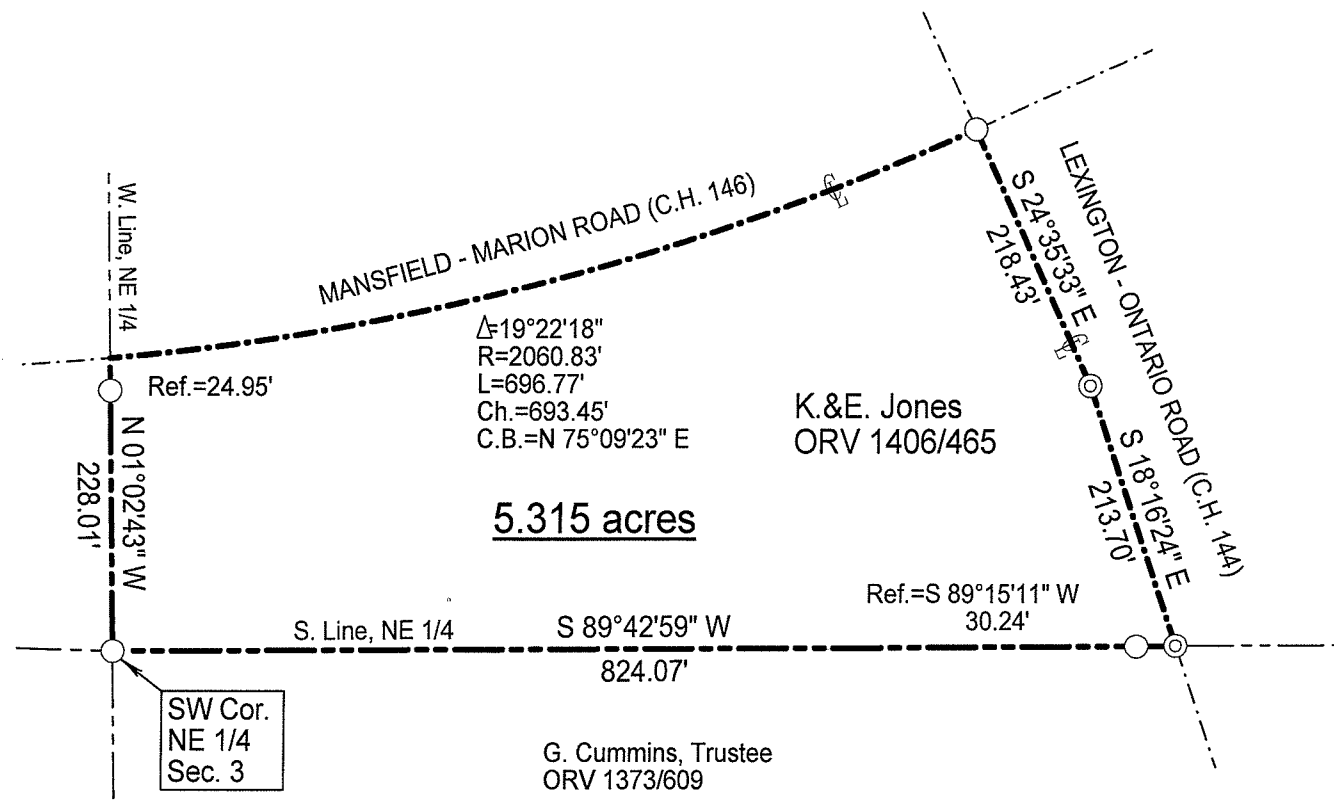 MANSFIELD - MARION ROAD (C.H. 146)
LEXINGTON - ONTARIO ROAD (C.H. 144)
W. Line, NE 1/4
S 24°35'33" E
218.43'
Δ=19°22'18"
R=2060.83'
L=696.77'
Ch.=693.45'
C.B.=N 75°09'23" E
Ref.=24.95'
K.&E. Jones
ORV 1406/465
N 01°02'43" W
228.01'
S 18°16'24" E
213.70'
5.315 acres
Ref.=S 89°15'11" W
30.24'
S. Line, NE 1/4
S 89°42'59" W
824.07'
SW Cor.
NE 1/4
Sec. 3
G. Cummins, Trustee
ORV 1373/609